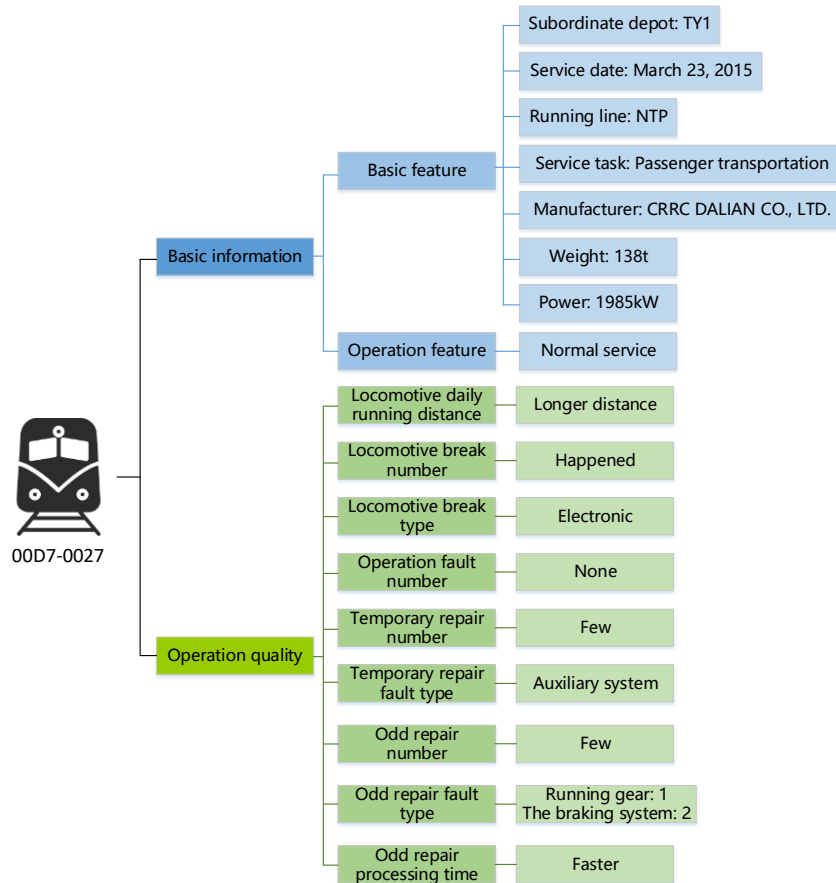 Subordinate depot: TY1
Service date: March 23, 2015
Running line: NTP
Basic feature
Service task: Passenger transportation
Manufacturer: CRRC DALIAN CO., LTD.
Basic information
Weight: 138t
Power: 1985kW
Operation feature
Normal service
Locomotive daily
running distance
Longer distance
Locomotive break
number
Happened
Locomotive break
type
Electronic
00D7-0027
Operation fault
number
None
Temporary repair
number
Few
Operation quality
Temporary repair
fault type
Auxiliary system
Odd repair
number
Few
Odd repair fault
type
Running gear: 1
The braking system: 2
Odd repair
processing time
Faster